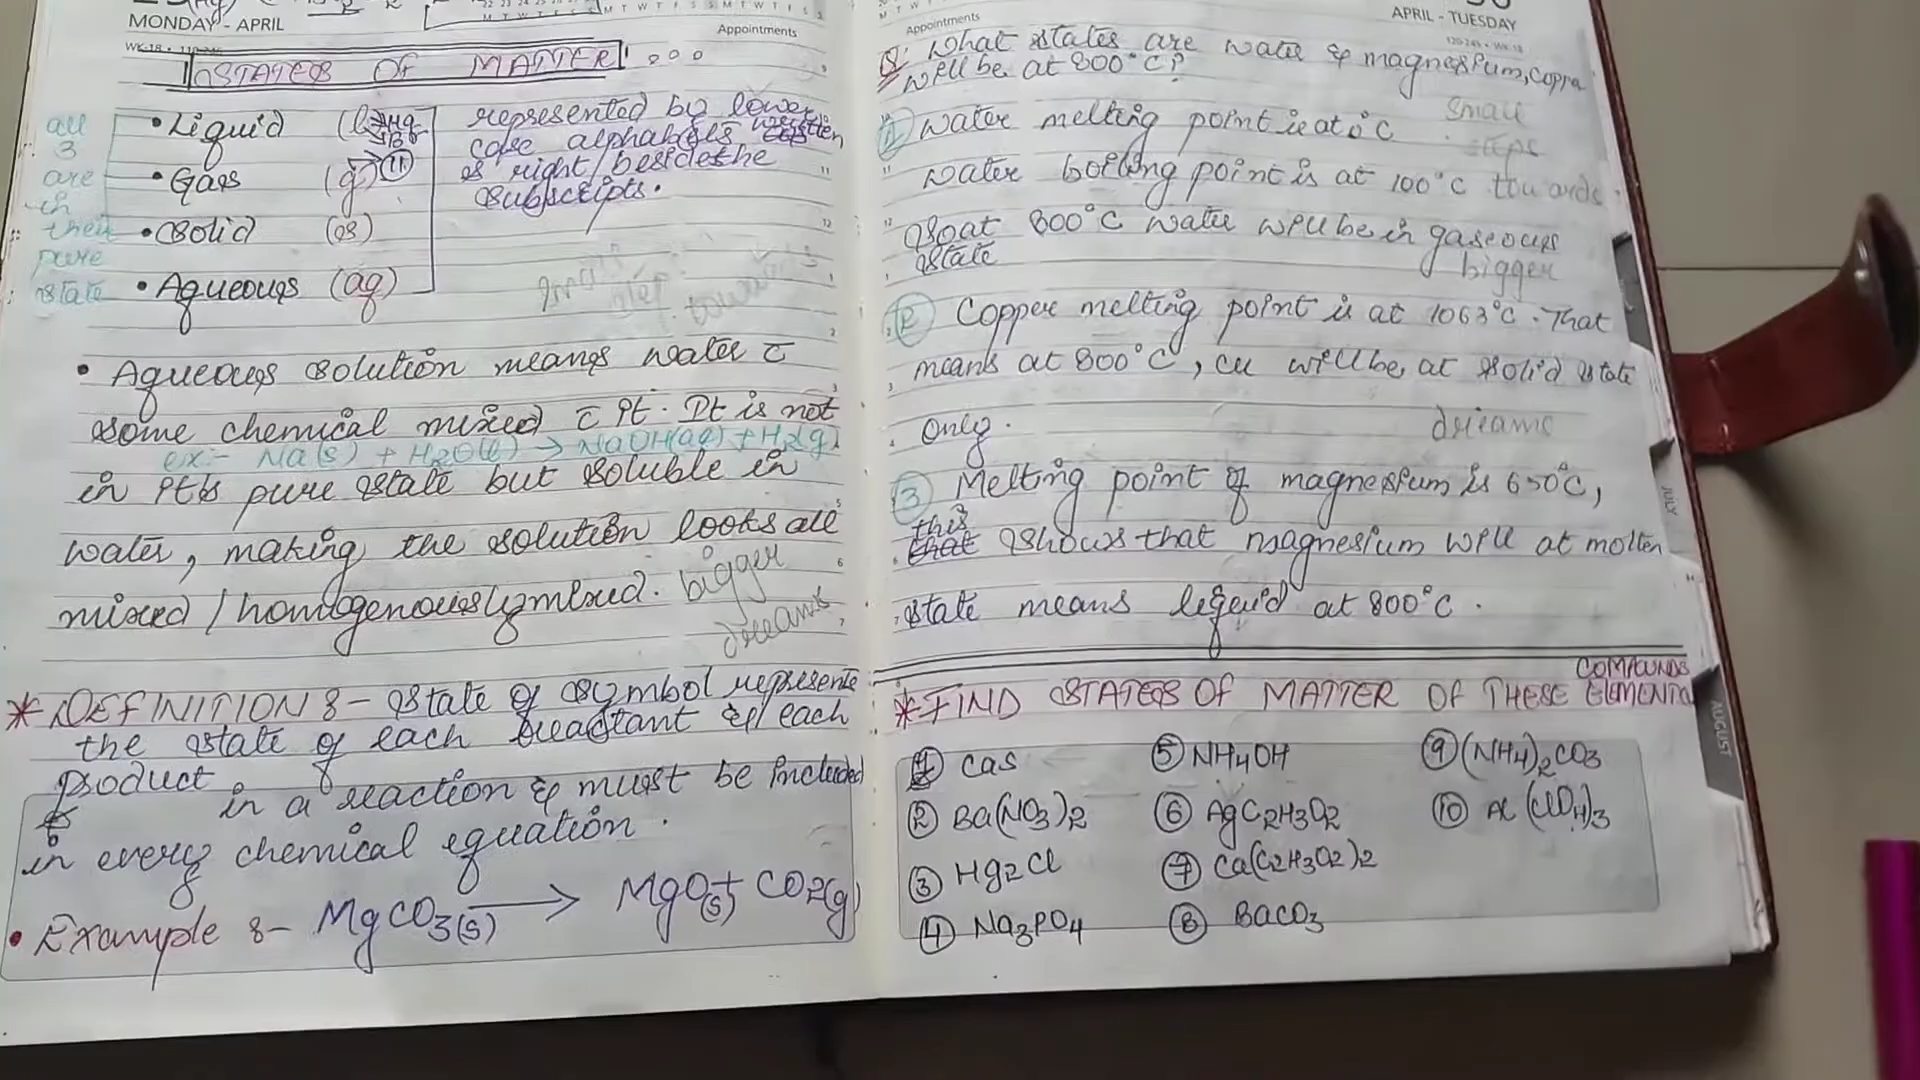 MONDAY - APRIL
Appointments
STATES OF MATTER
• Liquid (l)
• Gas (g)
• Solid (s)
• Aqueous (aq)
all
3
are
in
their
pure
state
represented by lower
case alphabets written
as right/beside the
subscripts.
• Aqueous solution means water c̄
some chemical mixed c̄ it. It is not
ex:- Na(s) + H2O(l) → NaOH(aq) + H2(g)
in it's pure state but soluble in
water, making the solution looks all
mixed / homogenously mixed.
bigger
dreams
* DEFINITION :- State of symbol represents
the state of each reactant & each
product in a reaction & must be included
in every chemical equation.
• Example :- MgCO3(s) → MgO(s) + CO2(g)
APRIL - TUESDAY
Appointments
Q. What states are water & magnesium, Copper
will be at 800°C?
Small
steps
towards
bigger
dreams
1 Water melting point is at 0°C
Water boiling point is at 100°C
So at 800°C water will be in gaseous
state
2 Copper melting point is at 1063°C. That
means at 800°C, cu will be at solid state
only.
3 Melting point of magnesium is 650°C,
this shows that magnesium will at molten
state means liquid at 800°C.
COMPOUNDS
* FIND STATES OF MATTER OF THESE ELEMENTS
1 CaS
2 Ba(NO3)2
3 Hg2Cl
4 Na3PO4
5 NH4OH
6 AgC2H3O2
7 Ca(C2H3O2)2
8 BaCO3
9 (NH4)2CO3
10 Al(ClO4)3
JULY
AUGUST